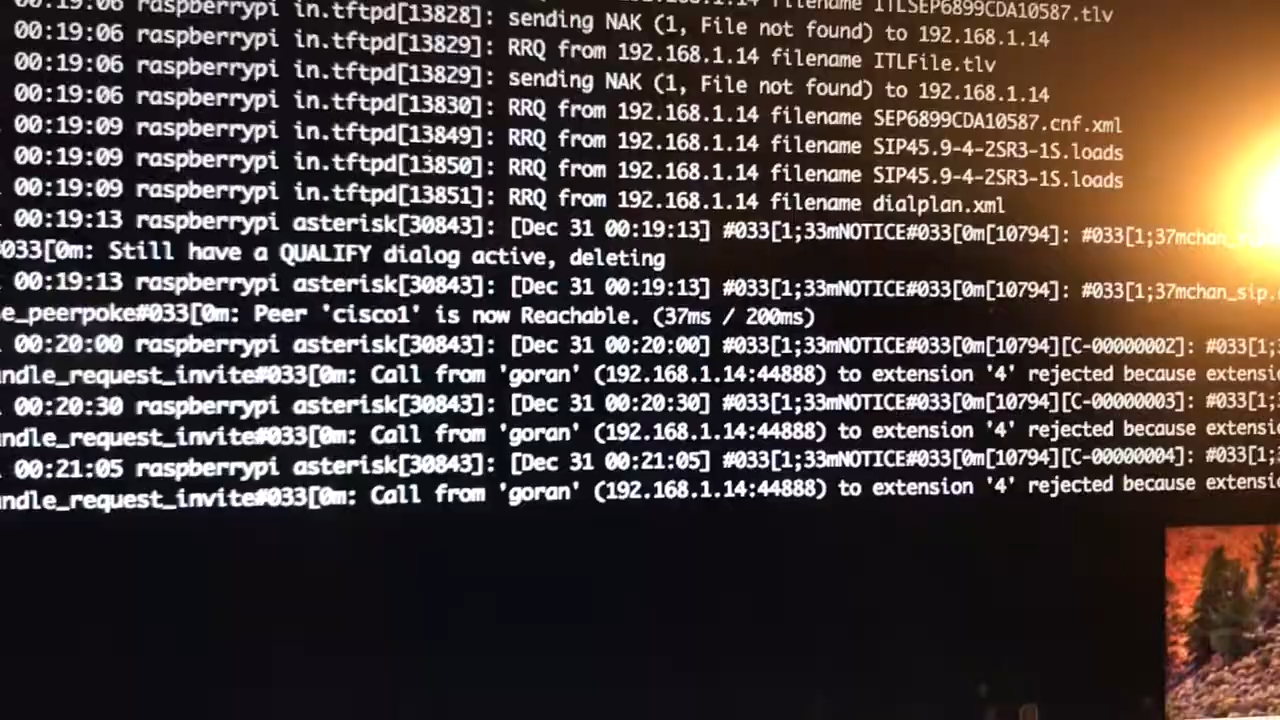 00:19:06 raspberrypi in.tftpd[13828]: sending NAK (1, File not found) to 192.168.1.14 filename ITLSEP6899CDA10587.tlv
00:19:06 raspberrypi in.tftpd[13829]: RRQ from 192.168.1.14 filename ITLFile.tlv
00:19:06 raspberrypi in.tftpd[13829]: sending NAK (1, File not found) to 192.168.1.14
00:19:06 raspberrypi in.tftpd[13830]: RRQ from 192.168.1.14 filename SEP6899CDA10587.cnf.xml
00:19:09 raspberrypi in.tftpd[13849]: RRQ from 192.168.1.14 filename SIP45.9-4-2SR3-1S.loads
00:19:09 raspberrypi in.tftpd[13850]: RRQ from 192.168.1.14 filename SIP45.9-4-2SR3-1S.loads
00:19:09 raspberrypi in.tftpd[13851]: RRQ from 192.168.1.14 filename dialplan.xml
00:19:13 raspberrypi asterisk[30843]: [Dec 31 00:19:13] #033[1;33mNOTICE#033[0m[10794]: #033[1;37mchan_s
033[0m: Still have a QUALIFY dialog active, deleting
00:19:13 raspberrypi asterisk[30843]: [Dec 31 00:19:13] #033[1;33mNOTICE#033[0m[10794]: #033[1;37mchan_sip.
e_peerpoke#033[0m: Peer 'cisco1' is now Reachable. (37ms / 200ms)
00:20:00 raspberrypi asterisk[30843]: [Dec 31 00:20:00] #033[1;33mNOTICE#033[0m[10794][C-00000002]: #033[1;
ndle_request_invite#033[0m: Call from 'goran' (192.168.1.14:44888) to extension '4' rejected because extensi
00:20:30 raspberrypi asterisk[30843]: [Dec 31 00:20:30] #033[1;33mNOTICE#033[0m[10794][C-00000003]: #033[1;
ndle_request_invite#033[0m: Call from 'goran' (192.168.1.14:44888) to extension '4' rejected because extensi
00:21:05 raspberrypi asterisk[30843]: [Dec 31 00:21:05] #033[1;33mNOTICE#033[0m[10794][C-00000004]: #033[1;
ndle_request_invite#033[0m: Call from 'goran' (192.168.1.14:44888) to extension '4' rejected because extensi